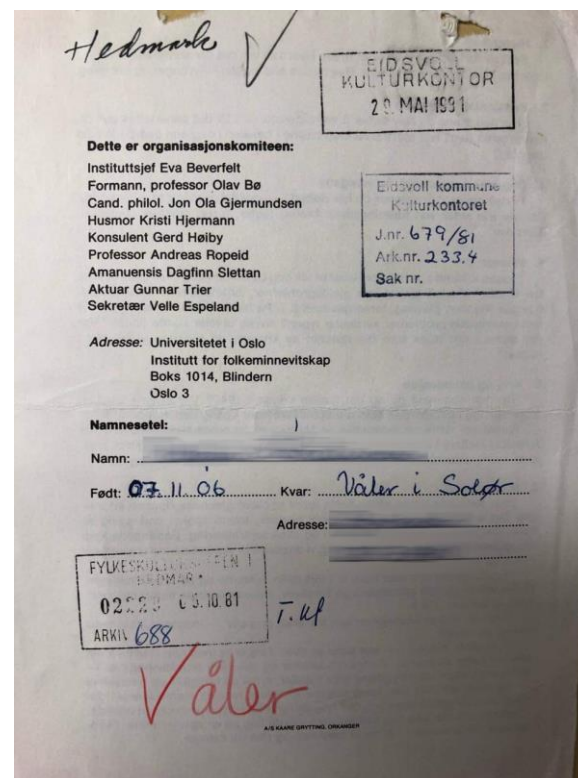 Hedmark
EIDSVOLL
KULTURKONTOR
29. MAI 1981
Dette er organisasjonskomiteen:
Instituttsjef Eva Beverfelt
Formann, professor Olav Bø
Cand. philol. Jon Ola Gjermundsen
Husmor Kristi Hjermann
Konsulent Gerd Høiby
Professor Andreas Ropeid
Amanuensis Dagfinn Slettan
Aktuar Gunnar Trier
Sekretær Velle Espeland
Eidsvoll kommune
Kulturkontoret
J.nr. 679/81
Ark.nr. 233.4
Sak nr.
Adresse: Universitetet i Oslo
Institutt for folkeminnevitskap
Boks 1014, Blindern
Oslo 3
Namnesetel:
Namn:
Født: 07.11.06 Kvar: Våler i Solør
Adresse:
FYLKESKULTURSJEFEN I
HEDMARK
.10.81
ARKIV 688
Våler
A/S KAARE GRYTTING, ORKANGER